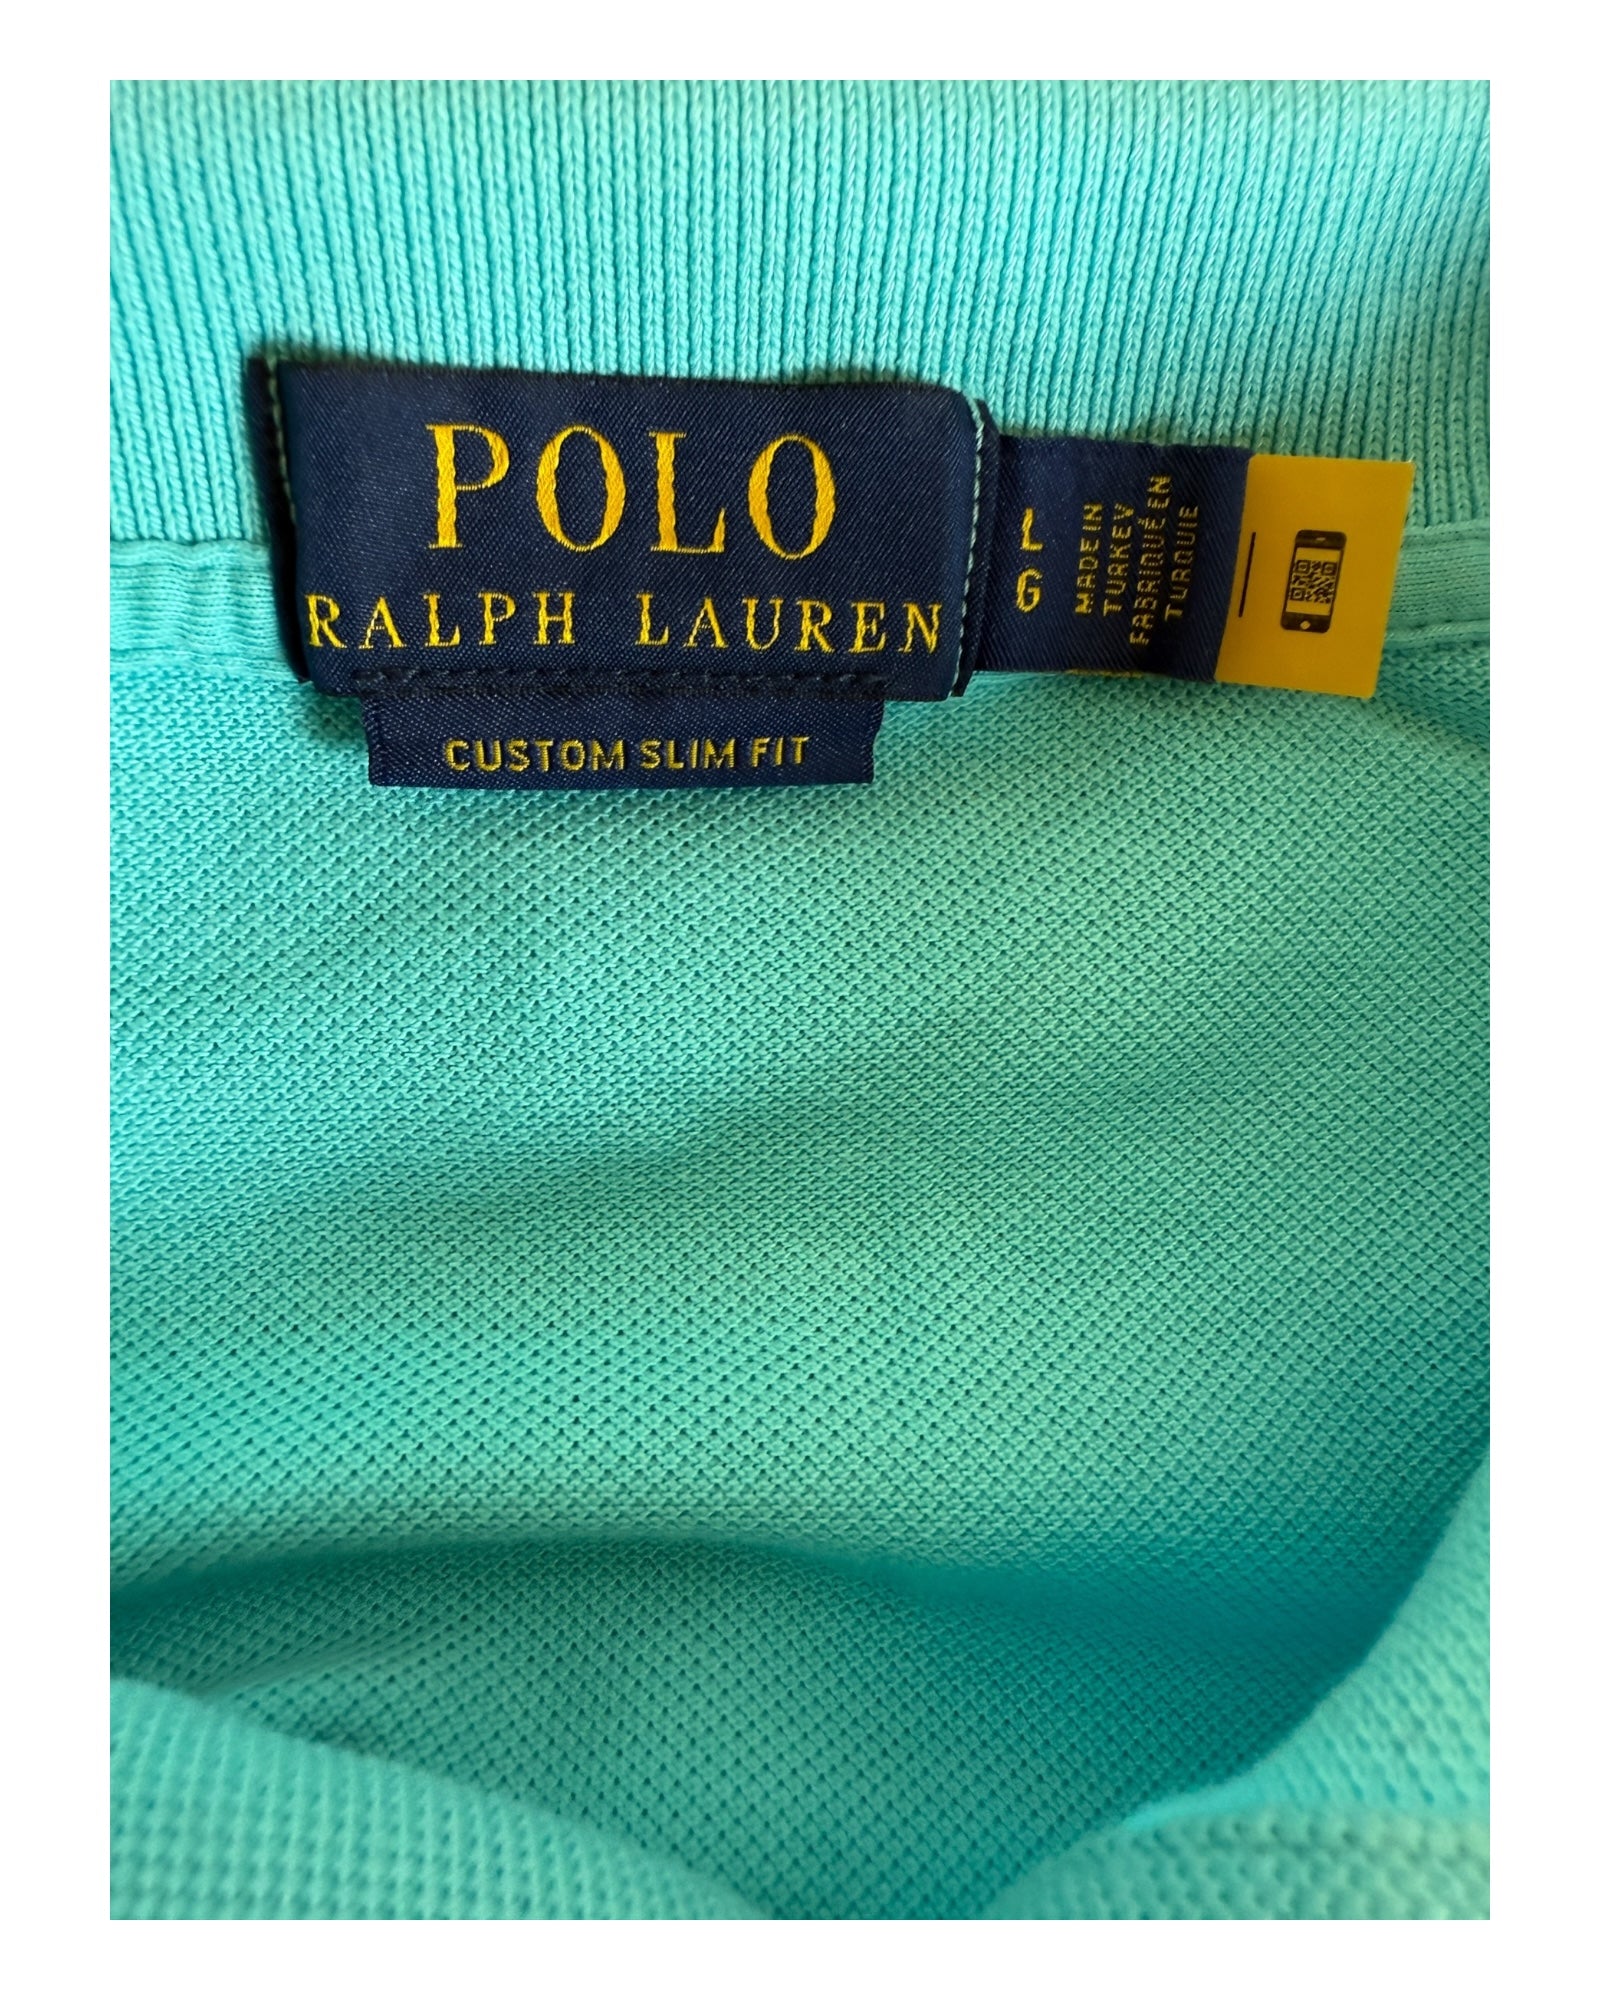 POLO
RALPH LAUREN
CUSTOM SLIM FIT
L
G
MADE IN
TURKEY
FABRIQUÉ EN
TURQUIE